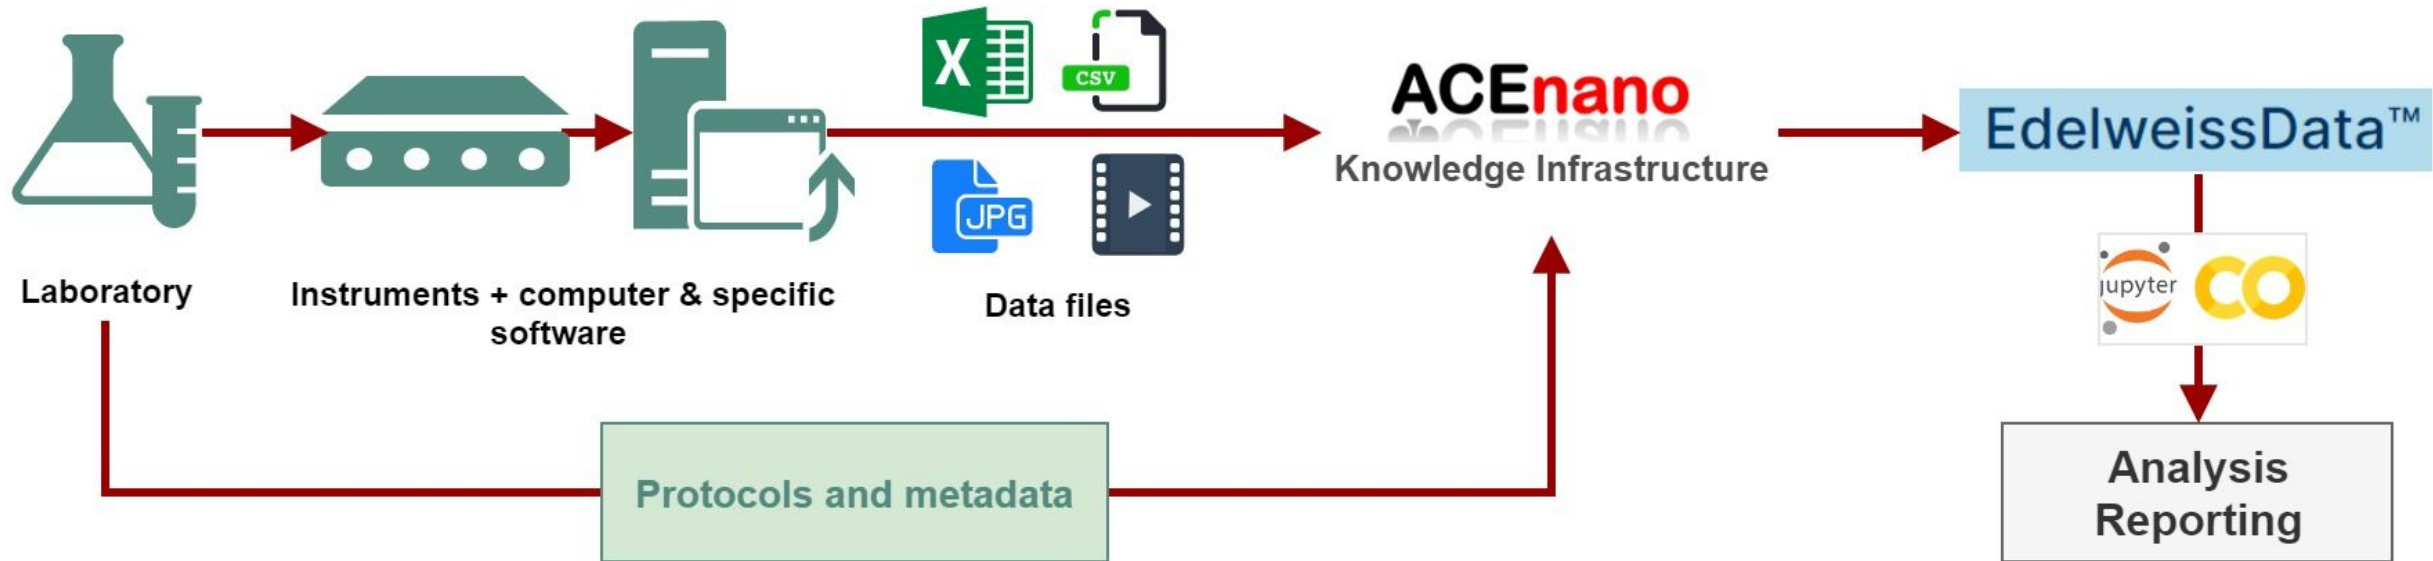 X
CSV
JPG
ACEnano
Knowledge Infrastructure
EdelweissData™
Laboratory
Instruments + computer & specific
software
Data files
jupyter
CO
Protocols and metadata
Analysis
Reporting